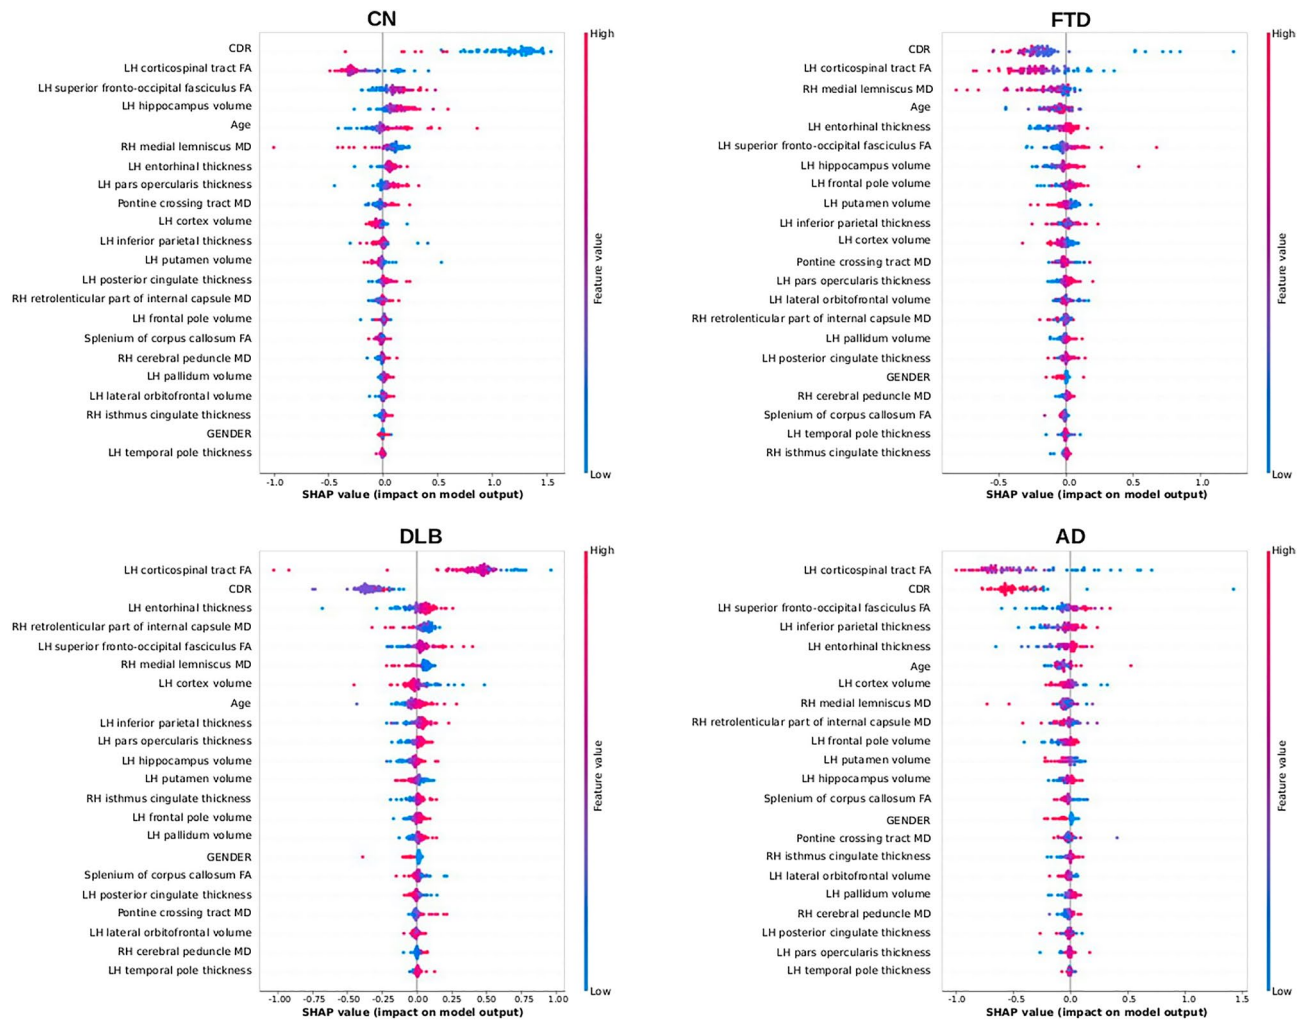 CN
CDR
LH corticospinal tract FA
LH superior fronto-occipital fasciculus FA
LH hippocampus volume
Age
RH medial lemniscus MD
LH entorhinal thickness
LH pars opercularis thickness
Pontine crossing tract MD
LH cortex volume
LH inferior parietal thickness
LH putamen volume
LH posterior cingulate thickness
RH retrolenticular part of internal capsule MD
LH frontal pole volume
Splenium of corpus callosum FA
RH cerebral peduncle MD
LH pallidum volume
LH lateral orbitofrontal volume
RH isthmus cingulate thickness
GENDER
LH temporal pole thickness
-1.0 -0.5 0.0 0.5 1.0 1.5
SHAP value (impact on model output)
High
Feature value
Low
FTD
CDR
LH corticospinal tract FA
RH medial lemniscus MD
Age
LH entorhinal thickness
LH superior fronto-occipital fasciculus FA
LH hippocampus volume
LH frontal pole volume
LH putamen volume
LH inferior parietal thickness
LH cortex volume
Pontine crossing tract MD
LH pars opercularis thickness
LH lateral orbitofrontal volume
RH retrolenticular part of internal capsule MD
LH pallidum volume
LH posterior cingulate thickness
GENDER
RH cerebral peduncle MD
Splenium of corpus callosum FA
LH temporal pole thickness
RH isthmus cingulate thickness
-0.5 0.0 0.5 1.0
SHAP value (impact on model output)
High
Feature value
Low
DLB
LH corticospinal tract FA
CDR
LH entorhinal thickness
RH retrolenticular part of internal capsule MD
LH superior fronto-occipital fasciculus FA
RH medial lemniscus MD
LH cortex volume
Age
LH inferior parietal thickness
LH pars opercularis thickness
LH hippocampus volume
LH putamen volume
RH isthmus cingulate thickness
LH frontal pole volume
LH pallidum volume
GENDER
Splenium of corpus callosum FA
LH posterior cingulate thickness
Pontine crossing tract MD
LH lateral orbitofrontal volume
RH cerebral peduncle MD
LH temporal pole thickness
-1.00 -0.75 -0.50 -0.25 0.00 0.25 0.50 0.75 1.00
SHAP value (impact on model output)
High
Feature value
Low
AD
LH corticospinal tract FA
CDR
LH superior fronto-occipital fasciculus FA
LH inferior parietal thickness
LH entorhinal thickness
Age
LH cortex volume
RH medial lemniscus MD
RH retrolenticular part of internal capsule MD
LH frontal pole volume
LH putamen volume
LH hippocampus volume
Splenium of corpus callosum FA
GENDER
Pontine crossing tract MD
RH isthmus cingulate thickness
LH lateral orbitofrontal volume
LH pallidum volume
RH cerebral peduncle MD
LH posterior cingulate thickness
LH pars opercularis thickness
LH temporal pole thickness
-1.0 -0.5 0.0 0.5 1.0 1.5
SHAP value (impact on model output)
High
Feature value
Low